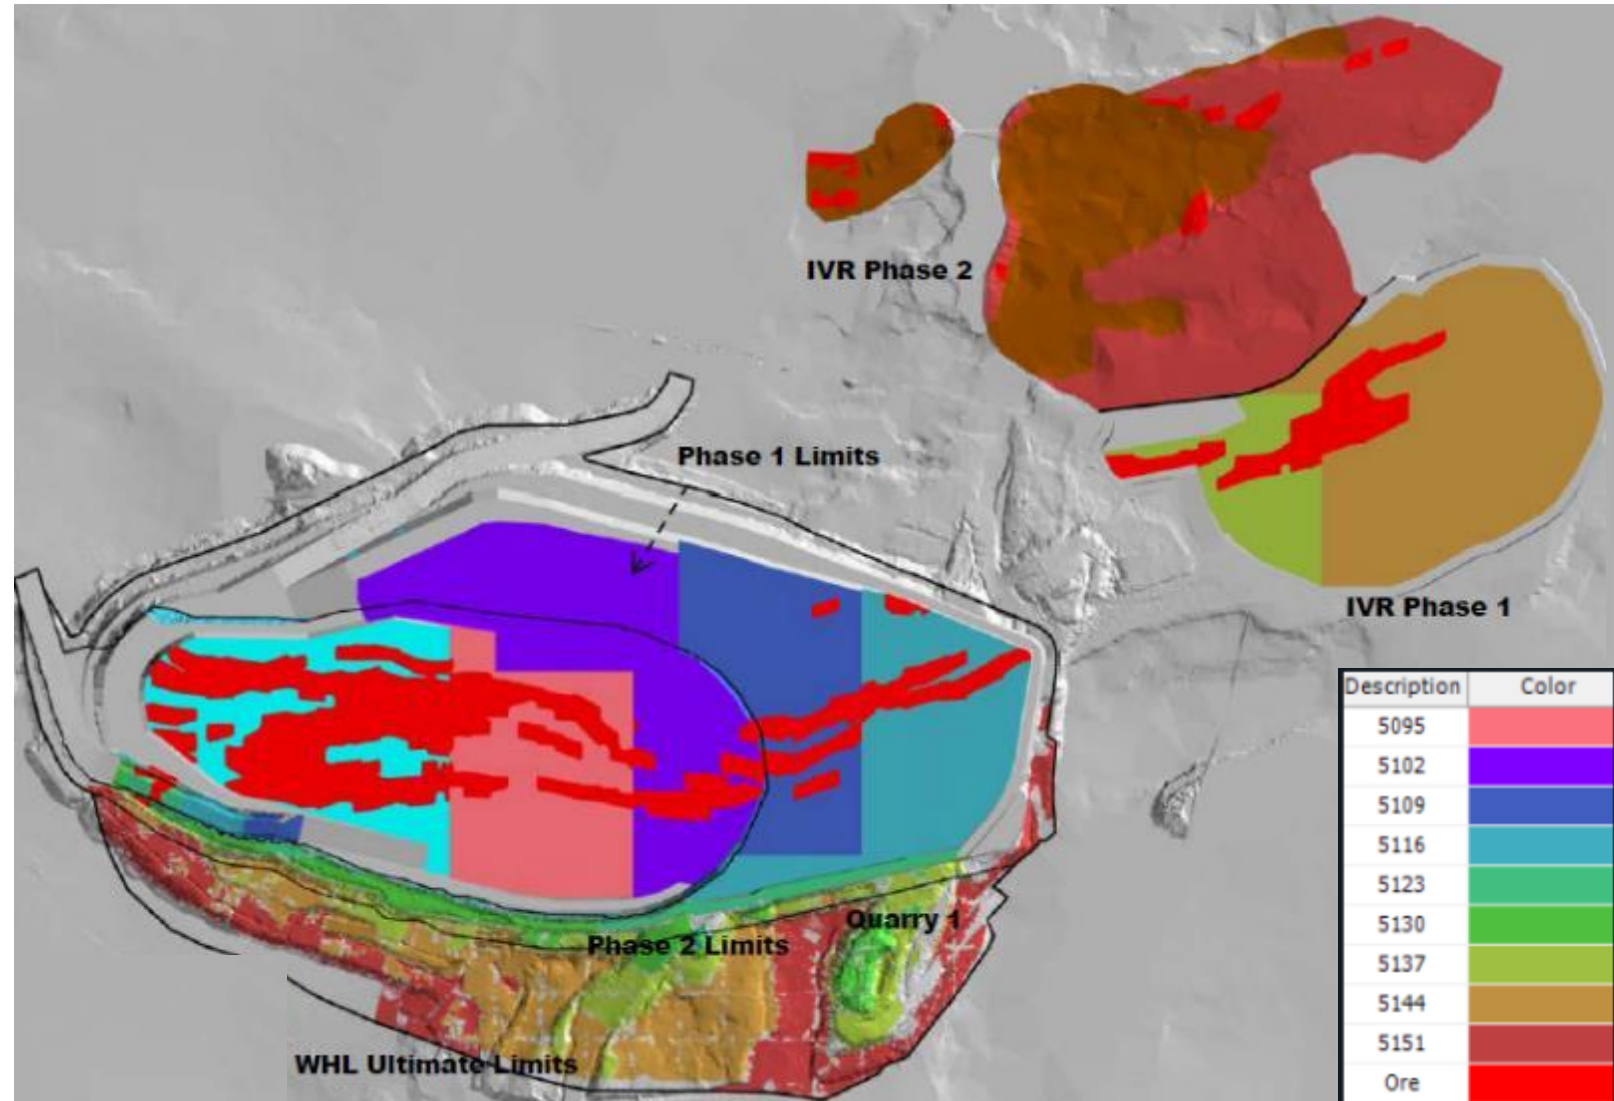 IVR Phase 2
Phase 1 Limits
IVR Phase 1
Quarry 1
Phase 2 Limits
WHL Ultimate Limits
Description Color
5095
5102
5109
5116
5123
5130
5137
5144
5151
Ore